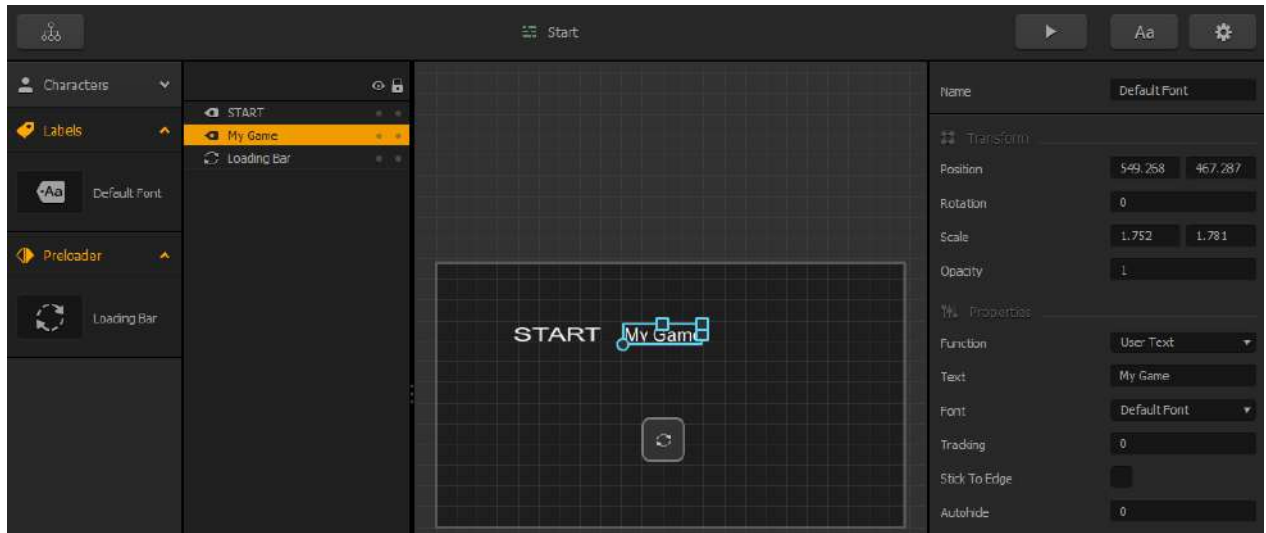 Start
Aa
Characters
Labels
Aa Default Font
Preloader
Loading Bar
START
My Game
Loading Bar
START My Game
Name Default Font
Transform
Position 549.268 467.287
Rotation 0
Scale 1.752 1.781
Opacity 1
Properties
Function User Text
Text My Game
Font Default Font
Tracking 0
Stick To Edge
Autohide 0